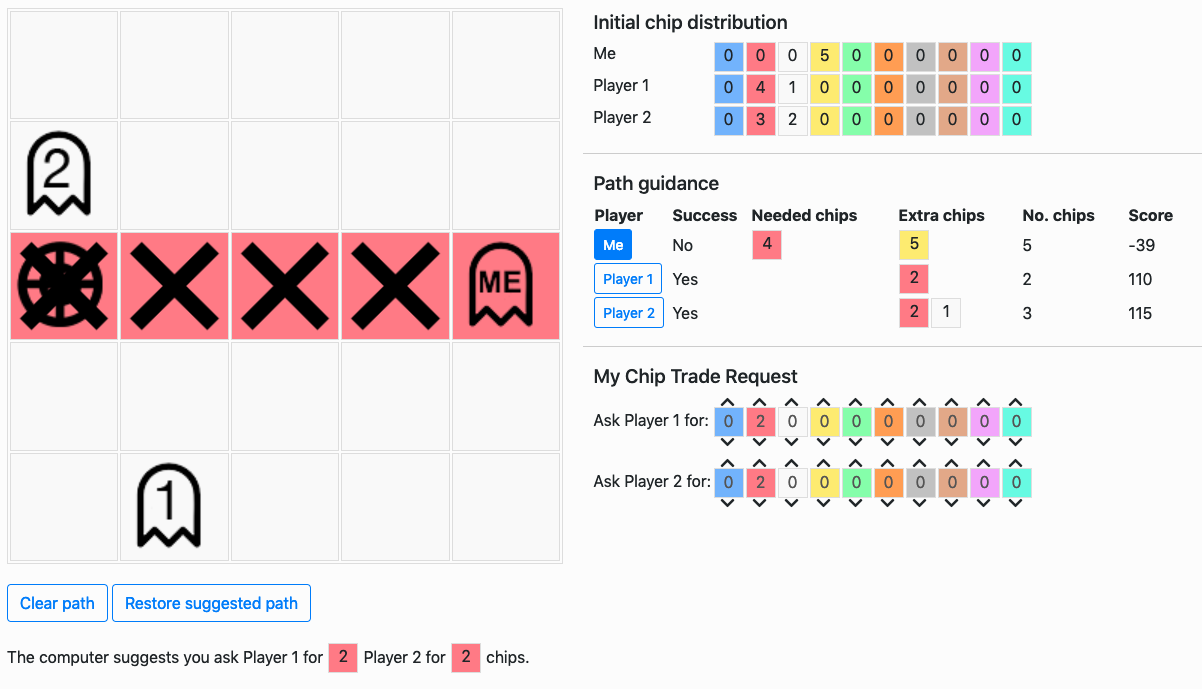 Initial chip distribution
Me 0 0 0 5 0 0 0 0 0 0
Player 1 0 4 1 0 0 0 0 0 0 0
Player 2 0 3 2 0 0 0 0 0 0 0
2
ME
1
Path guidance
Player Success Needed chips Extra chips No. chips Score
Me No 4 5 5 -39
Player 1 Yes 2 2 110
Player 2 Yes 2 1 3 115
My Chip Trade Request
Ask Player 1 for: 0 2 0 0 0 0 0 0 0 0
Ask Player 2 for: 0 2 0 0 0 0 0 0 0 0
Clear path Restore suggested path
The computer suggests you ask Player 1 for 2 Player 2 for 2 chips.